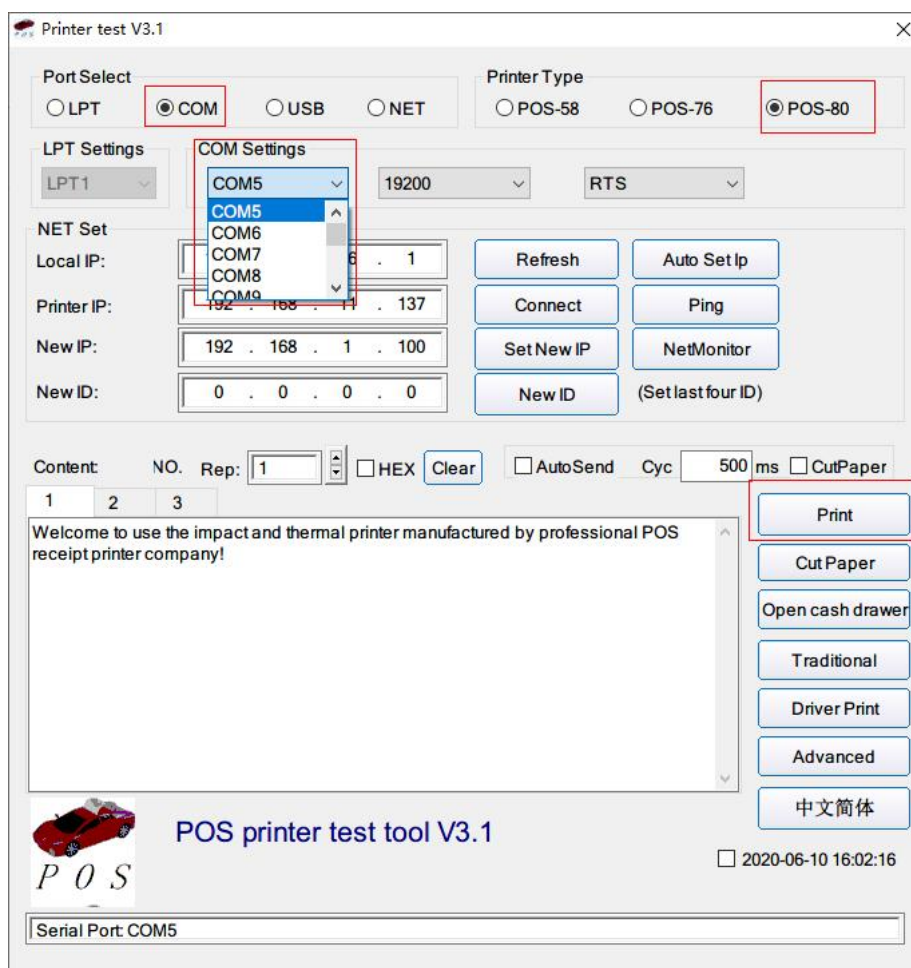 Printer test V3.1
Port Select
LPT COM USB NET
Printer Type
POS-58 POS-76 POS-80
LPT Settings
LPT1
COM Settings
COM5 19200 RTS
COM5
COM6
COM7
COM8
COM9
NET Set
Local IP: . 1
Refresh Auto Set Ip
Printer IP: 192 . 168 . 11 . 137
Connect Ping
New IP: 192 . 168 . 1 . 100
Set New IP NetMonitor
New ID: 0 . 0 . 0 . 0
New ID (Set last four ID)
Content: NO. Rep: 1 HEX Clear AutoSend Cyc 500 ms CutPaper
1 2 3
Welcome to use the impact and thermal printer manufactured by professional POS
receipt printer company!
Print
Cut Paper
Open cash drawer
Traditional
Driver Print
Advanced
中文简体
POS
POS printer test tool V3.1
2020-06-10 16:02:16
Serial Port: COM5